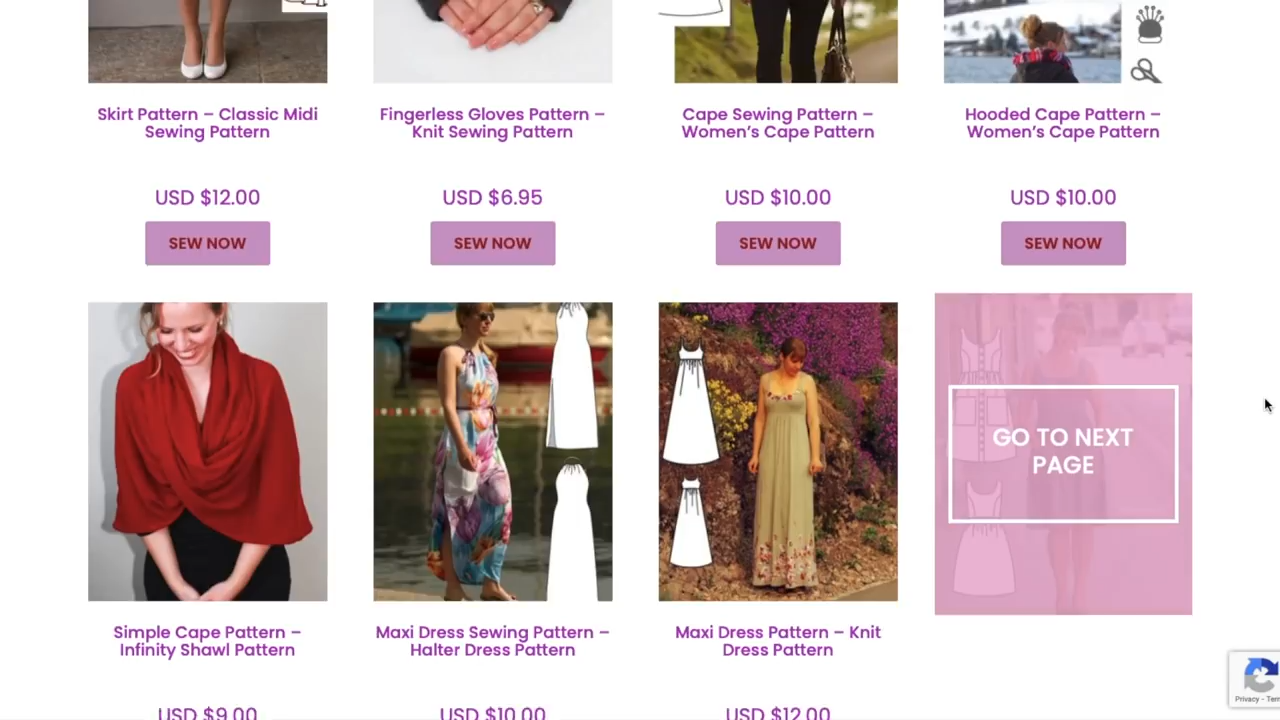 Skirt Pattern – Classic Midi
Sewing Pattern
Fingerless Gloves Pattern –
Knit Sewing Pattern
Cape Sewing Pattern –
Women’s Cape Pattern
Hooded Cape Pattern –
Women’s Cape Pattern
USD $12.00
USD $6.95
USD $10.00
USD $10.00
SEW NOW
SEW NOW
SEW NOW
SEW NOW
GO TO NEXT
PAGE
Simple Cape Pattern –
Infinity Shawl Pattern
Maxi Dress Sewing Pattern –
Halter Dress Pattern
Maxi Dress Pattern – Knit
Dress Pattern
USD $9.00
USD $10.00
USD $12.00
Privacy - Ter